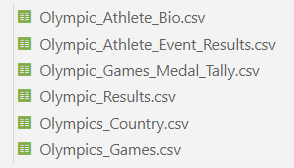 Olympic_Athlete_Bio.csv
Olympic_Athlete_Event_Results.csv
Olympic_Games_Medal_Tally.csv
Olympic_Results.csv
Olympics_Country.csv
Olympics_Games.csv